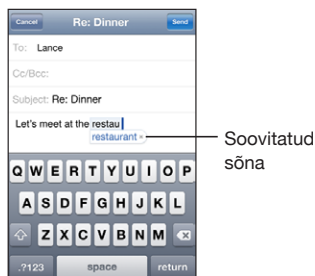 Cancel Re: Dinner Send
To: Lance
Cc/Bcc:
Subject: Re: Dinner
Let's meet at the restau
restaurant ×
Soovitatud
sõna
Q W E R T Y U I O P
A S D F G H J K L
Z X C V B N M
.?123 space return